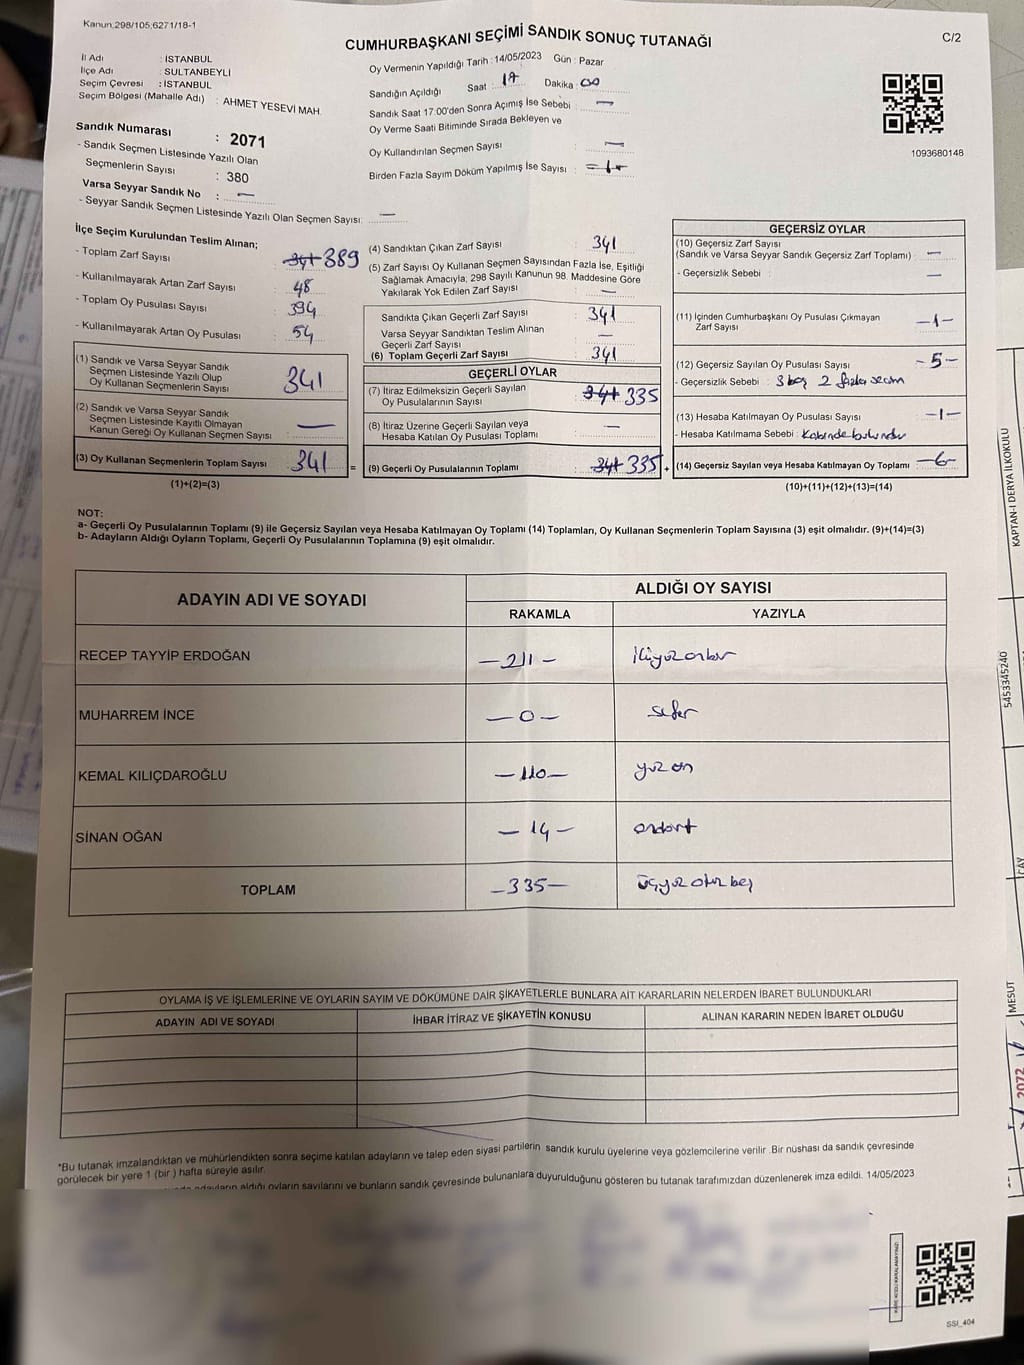 Kanun;298/105;6271/18-1
CUMHURBAŞKANI SEÇİMİ SANDIK SONUÇ TUTANAĞI
C/2
İl Adı : İSTANBUL
İlçe Adı : SULTANBEYLİ
Seçim Çevresi : İSTANBUL
Seçim Bölgesi (Mahalle Adı) : AHMET YESEVİ MAH.
Sandık Numarası : 2071
- Sandık Seçmen Listesinde Yazılı Olan
Seçmenlerin Sayısı : 380
Varsa Seyyar Sandık No : —
- Seyyar Sandık Seçmen Listesinde Yazılı Olan Seçmen Sayısı: —
Oy Vermenin Yapıldığı Tarih : 14/05/2023 Gün : Pazar
Sandığın Açıldığı Saat : 17 Dakika : 00
Sandık Saat 17:00'den Sonra Açımış İse Sebebi : —
Oy Verme Saati Bitiminde Sırada Bekleyen ve
Oy Kullandırılan Seçmen Sayısı : —
Birden Fazla Sayım Döküm Yapılmış İse Sayısı :
1093680148
İlçe Seçim Kurulundan Teslim Alınan;
- Toplam Zarf Sayısı : 341 389
- Kullanılmayarak Artan Zarf Sayısı : 48
- Toplam Oy Pusulası Sayısı : 394
- Kullanılmayarak Artan Oy Pusulası : 54
(1) Sandık ve Varsa Seyyar Sandık
Seçmen Listesinde Yazılı Olup
Oy Kullanan Seçmenlerin Sayısı : 341
(2) Sandık ve Varsa Seyyar Sandık
Seçmen Listesinde Kayıtlı Olmayan
Kanun Gereği Oy Kullanan Seçmen Sayısı : —
(3) Oy Kullanan Seçmenlerin Toplam Sayısı : 341 =
(1)+(2)=(3)
(4) Sandıktan Çıkan Zarf Sayısı : 341
(5) Zarf Sayısı Oy Kullanan Seçmen Sayısından Fazla İse, Eşitliği
Sağlamak Amacıyla; 298 Sayılı Kanunun 98. Maddesine Göre
Yakılarak Yok Edilen Zarf Sayısı : —
Sandıkta Çıkan Geçerli Zarf Sayısı : 341
Varsa Seyyar Sandıktan Teslim Alınan
Geçerli Zarf Sayısı : —
(6) Toplam Geçerli Zarf Sayısı : 341
GEÇERLİ OYLAR
(7) İtiraz Edilmeksizin Geçerli Sayılan
Oy Pusulalarının Sayısı : 341 335
(8) İtiraz Üzerine Geçerli Sayılan veya
Hesaba Katılan Oy Pusulası Toplamı : —
(9) Geçerli Oy Pusulalarının Toplamı : 341 335 +
GEÇERSİZ OYLAR
(10) Geçersiz Zarf Sayısı
(Sandık ve Varsa Seyyar Sandık Geçersiz Zarf Toplamı) : —
- Geçersizlik Sebebi : —
(11) İçinden Cumhurbaşkanı Oy Pusulası Çıkmayan
Zarf Sayısı : -1-
(12) Geçersiz Sayılan Oy Pusulası Sayısı : -5-
- Geçersizlik Sebebi : 3 boş 2 fazla seçim
(13) Hesaba Katılmayan Oy Pusulası Sayısı : -1-
- Hesaba Katılmama Sebebi : Kabinde bulundu
(14) Geçersiz Sayılan veya Hesaba Katılmayan Oy Toplamı : -6-
(10)+(11)+(12)+(13)=(14)
NOT:
a- Geçerli Oy Pusulalarının Toplamı (9) ile Geçersiz Sayılan veya Hesaba Katılmayan Oy Toplamı (14) Toplamları, Oy Kullanan Seçmenlerin Toplam Sayısına (3) eşit olmalıdır. (9)+(14)=(3)
b- Adayların Aldığı Oyların Toplamı, Geçerli Oy Pusulalarının Toplamına (9) eşit olmalıdır.
ADAYIN ADI VE SOYADI
ALDIĞI OY SAYISI
RAKAMLA YAZIYLA
RECEP TAYYİP ERDOĞAN -211- ikiyüzonbir
MUHARREM İNCE -0- sıfır
KEMAL KILIÇDAROĞLU -110- yüzon
SİNAN OĞAN -14- ondört
TOPLAM -335- üçyüzotuzbeş
OYLAMA İŞ VE İŞLEMLERİNE VE OYLARIN SAYIM VE DÖKÜMÜNE DAİR ŞİKAYETLERLE BUNLARA AİT KARARLARIN NELERDEN İBARET BULUNDUKLARI
ADAYIN ADI VE SOYADI İHBAR İTİRAZ VE ŞİKAYETİN KONUSU ALINAN KARARIN NEDEN İBARET OLDUĞU
*Bu tutanak imzalandıktan ve mühürlendikten sonra seçime katılan adayların ve talep eden siyasi partilerin sandık kurulu üyelerine veya gözlemcilerine verilir .Bir nüshası da sandık çevresinde
görülecek bir yere 1 (bir ) hafta süreyle asılır.
adayların aldığı oyların sayılarını ve bunların sandık çevresinde bulunanlara duyurulduğunu gösteren bu tutanak tarafımızdan düzenlenerek imza edildi. 14/05/2023
SSI_404
KAPTAN-I DERYA İLKOKULU
5453345240
MESUT
2072